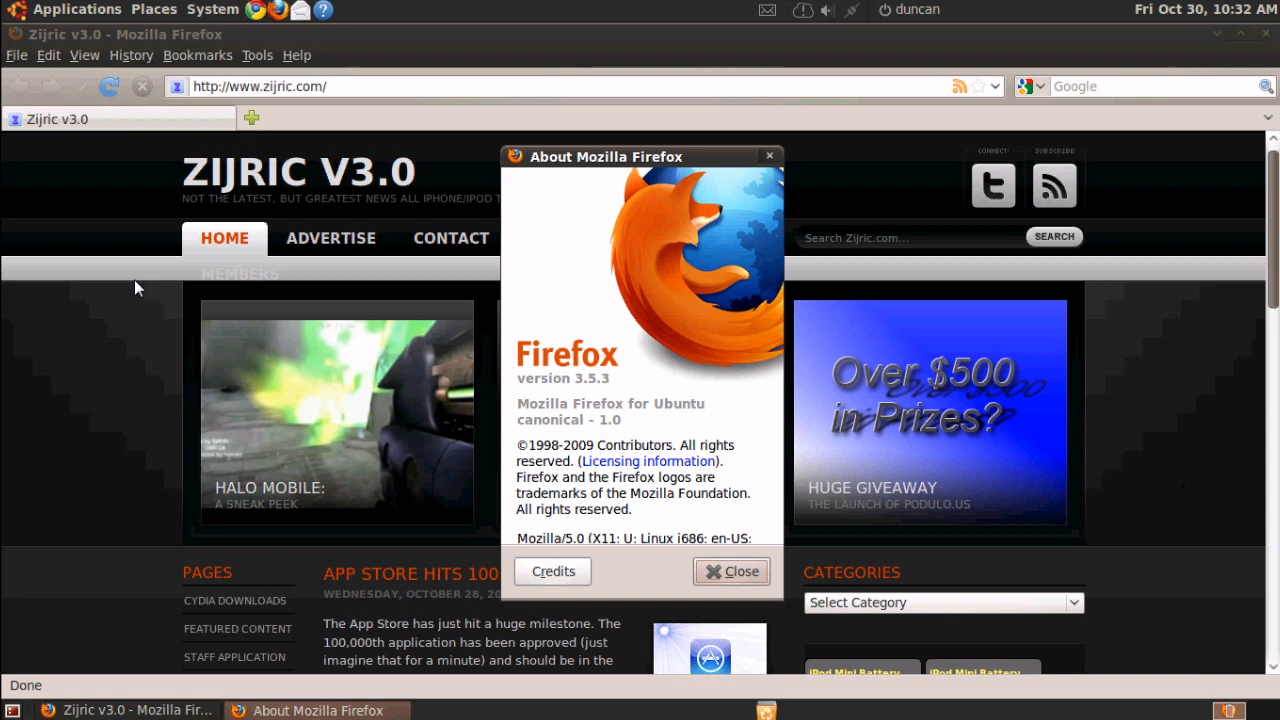 Applications Places System
duncan
Fri Oct 30, 10:32 AM
Zijric v3.0 - Mozilla Firefox
File Edit View History Bookmarks Tools Help
http://www.zijric.com/
Google
Zijric v3.0
ZIJRIC V3.0
NOT THE LATEST, BUT GREATEST NEWS ALL IPHONE/IPOD T
CONNECT:
SUBSCRIBE:
HOME ADVERTISE CONTACT
Search Zijric.com...
SEARCH
MEMBERS
HALO MOBILE:
A SNEAK PEEK
Over $500
in Prizes?
HUGE GIVEAWAY
THE LAUNCH OF PODULO.US
About Mozilla Firefox
Firefox
version 3.5.3
Mozilla Firefox for Ubuntu
canonical - 1.0
©1998-2009 Contributors. All rights
reserved. (Licensing information).
Firefox and the Firefox logos are
trademarks of the Mozilla Foundation.
All rights reserved.
Mozilla/5.0 (X11; U; Linux i686; en-US;
Credits
Close
PAGES
CYDIA DOWNLOADS
FEATURED CONTENT
STAFF APPLICATION
APP STORE HITS 100
WEDNESDAY, OCTOBER 28, 20
The App Store has just hit a huge milestone. The
100,000th application has been approved (just
imagine that for a minute) and should be in the
CATEGORIES
Select Category
iPod Mini Battery
iPod Mini Battery
Done
Zijric v3.0 - Mozilla Fir...
About Mozilla Firefox